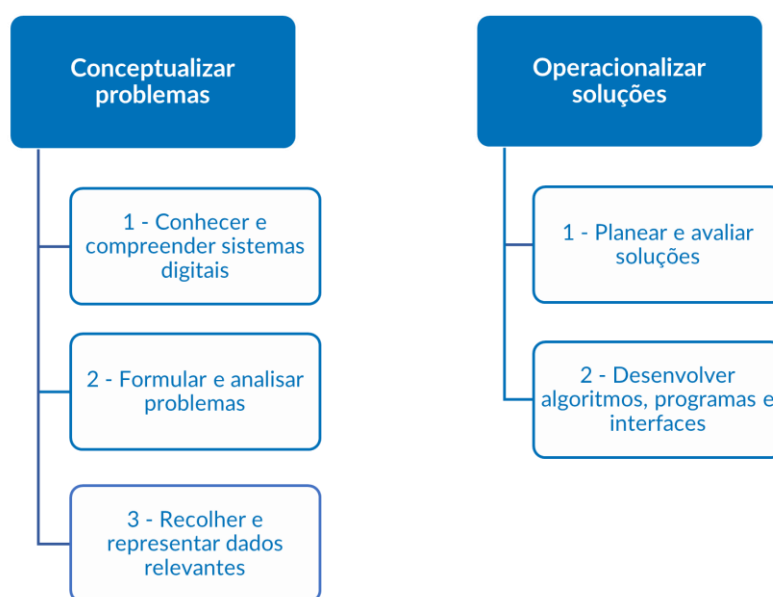 Conceptualizar
problemas
1 - Conhecer e
compreender sistemas
digitais
2 - Formular e analisar
problemas
3 - Recolher e
representar dados
relevantes
Operacionalizar
soluções
1 - Planear e avaliar
soluções
2 - Desenvolver
algoritmos, programas e
interfaces